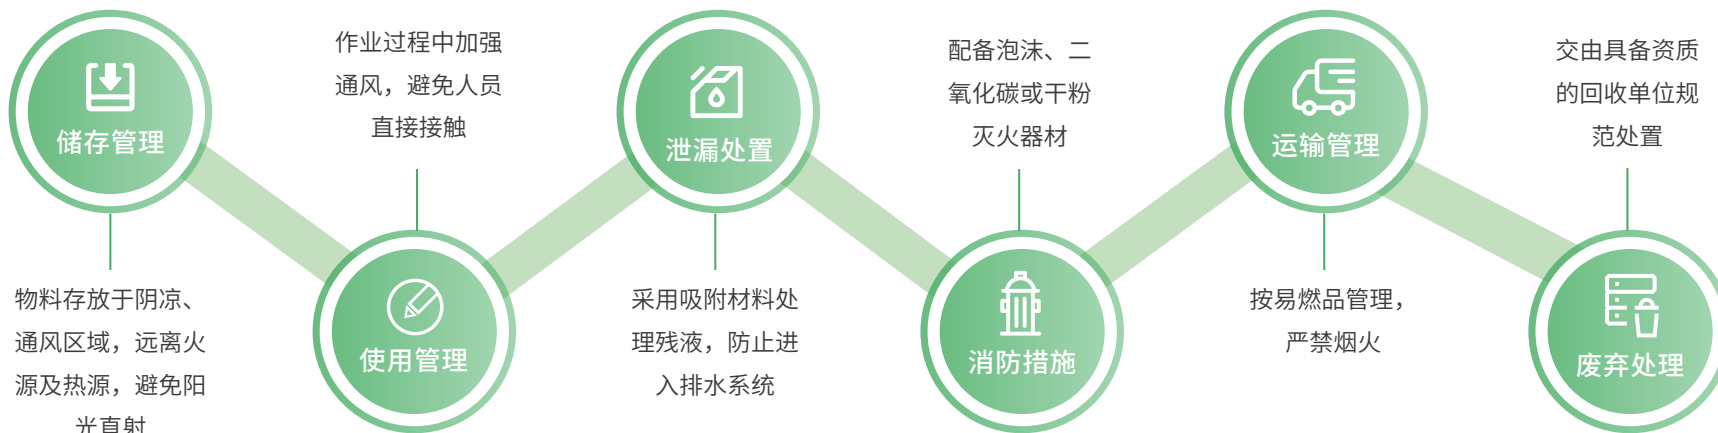 储存管理
物料存放于阴凉、
通风区域，远离火
源及热源，避免阳
光直射
作业过程中加强
通风，避免人员
直接接触
使用管理
泄漏处置
采用吸附材料处
理残液，防止进
入排水系统
配备泡沫、二
氧化碳或干粉
灭火器材
消防措施
运输管理
按易燃品管理，
严禁烟火
交由具备资质
的回收单位规
范处置
废弃处理